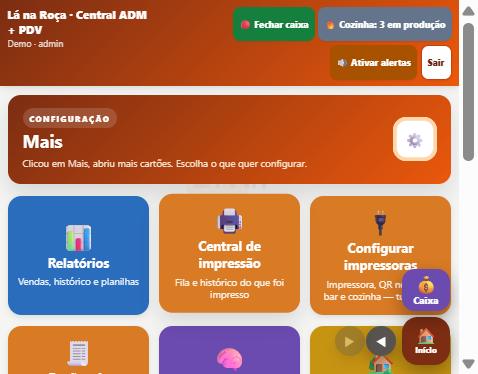 Lá na Roça - Central ADM
+ PDV
Demo · admin
Fechar caixa
Cozinha: 3 em produção
Ativar alertas
Sair
CONFIGURAÇÃO
Mais
Clicou em Mais, abriu mais cartões. Escolha o que quer configurar.
Relatórios
Vendas, histórico e planilhas
Central de
impressão
Fila e histórico do que foi
impresso
Configurar
impressoras
Impressora, QR
bar e cozinha —
Caixa
Início